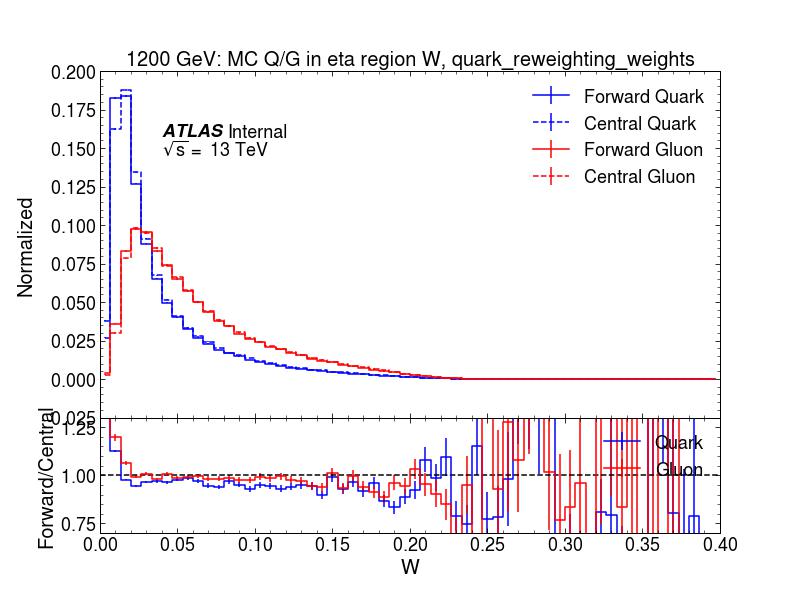 1200 GeV: MC Q/G in eta region W, quark_reweighting_weights
0.200
0.175
0.150
0.125
0.100
0.075
0.050
0.025
0.000
0.025
Normalized
ATLAS Internal
√s = 13 TeV
Forward Quark
Central Quark
Forward Gluon
Central Gluon
1.25
1.00
0.75
Forward/Central
Quark
Gluon
0.00 0.05 0.10 0.15 0.20 0.25 0.30 0.35 0.40
W